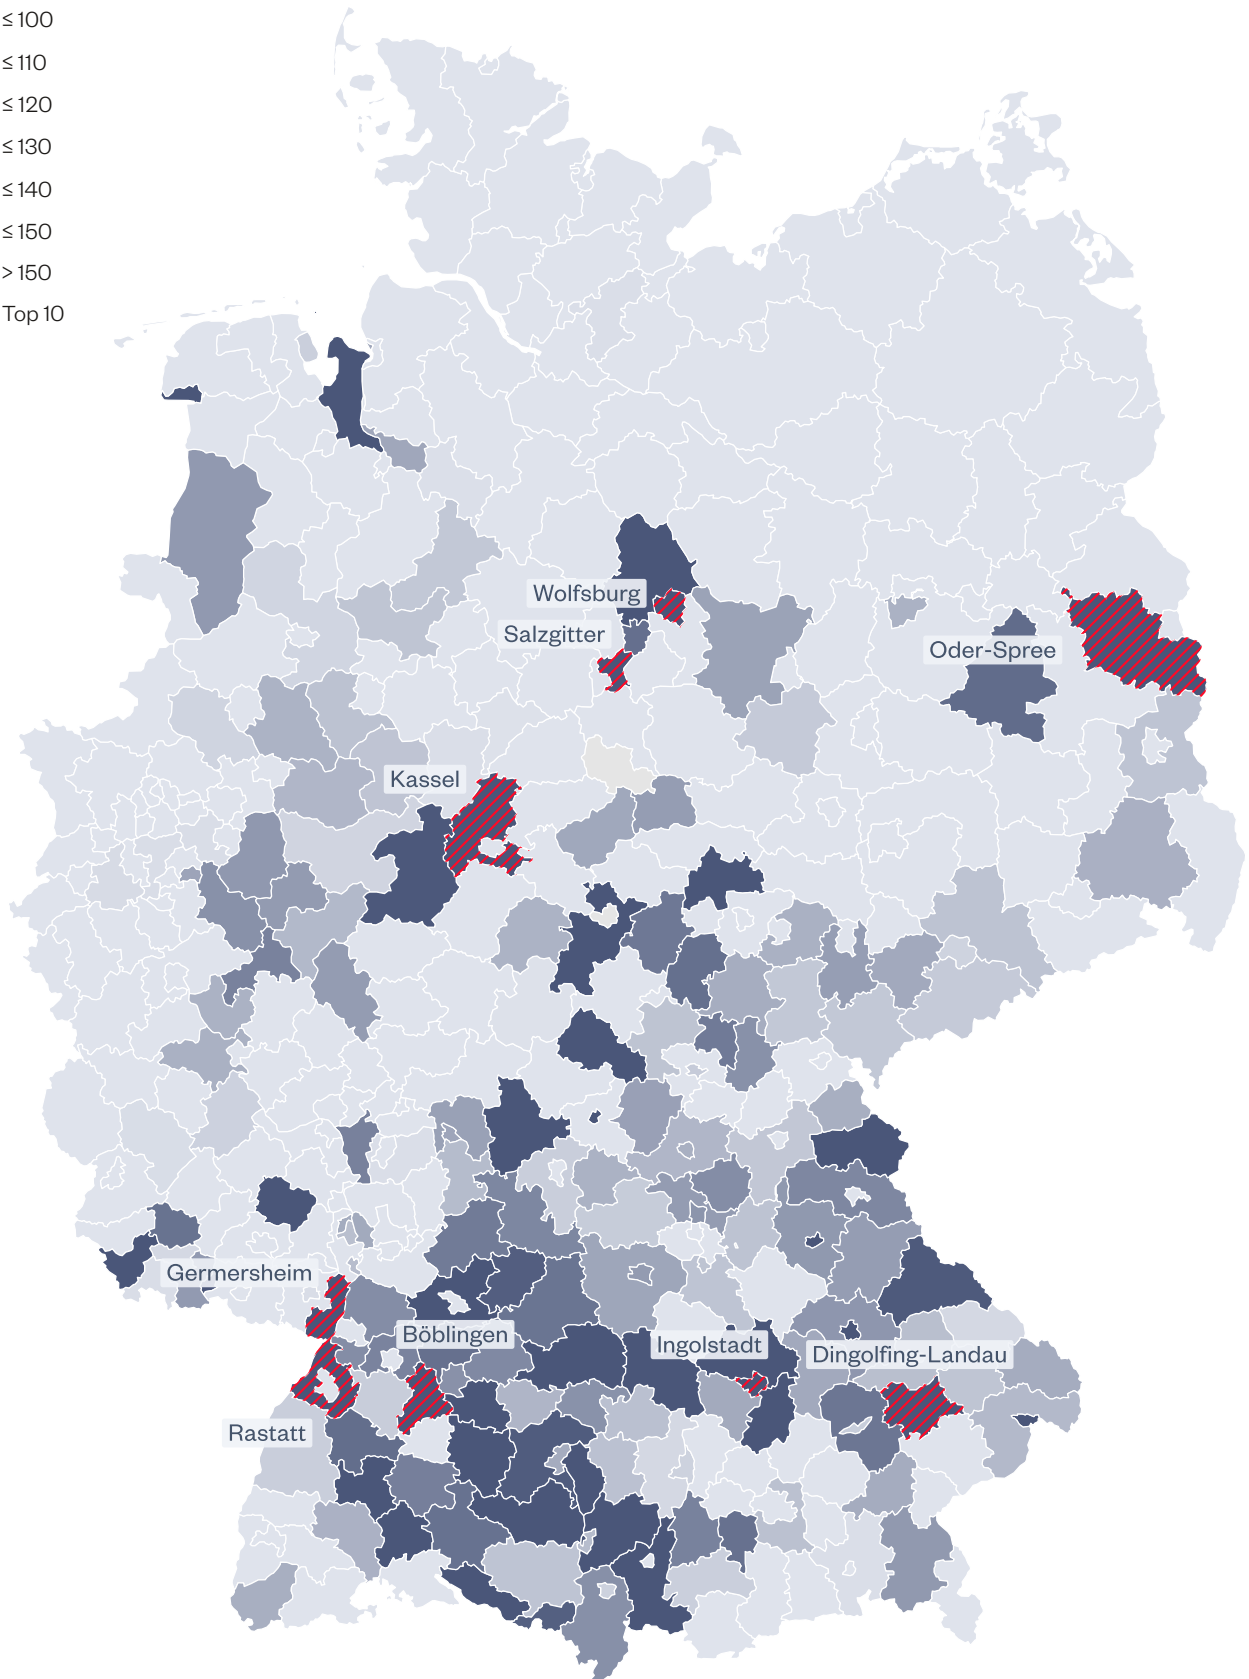 ≤ 100
≤ 110
≤ 120
≤ 130
≤ 140
≤ 150
> 150
Top 10
Wolfsburg
Salzgitter
Oder-Spree
Kassel
Germersheim
Böblingen
Ingolstadt
Dingolfing-Landau
Rastatt